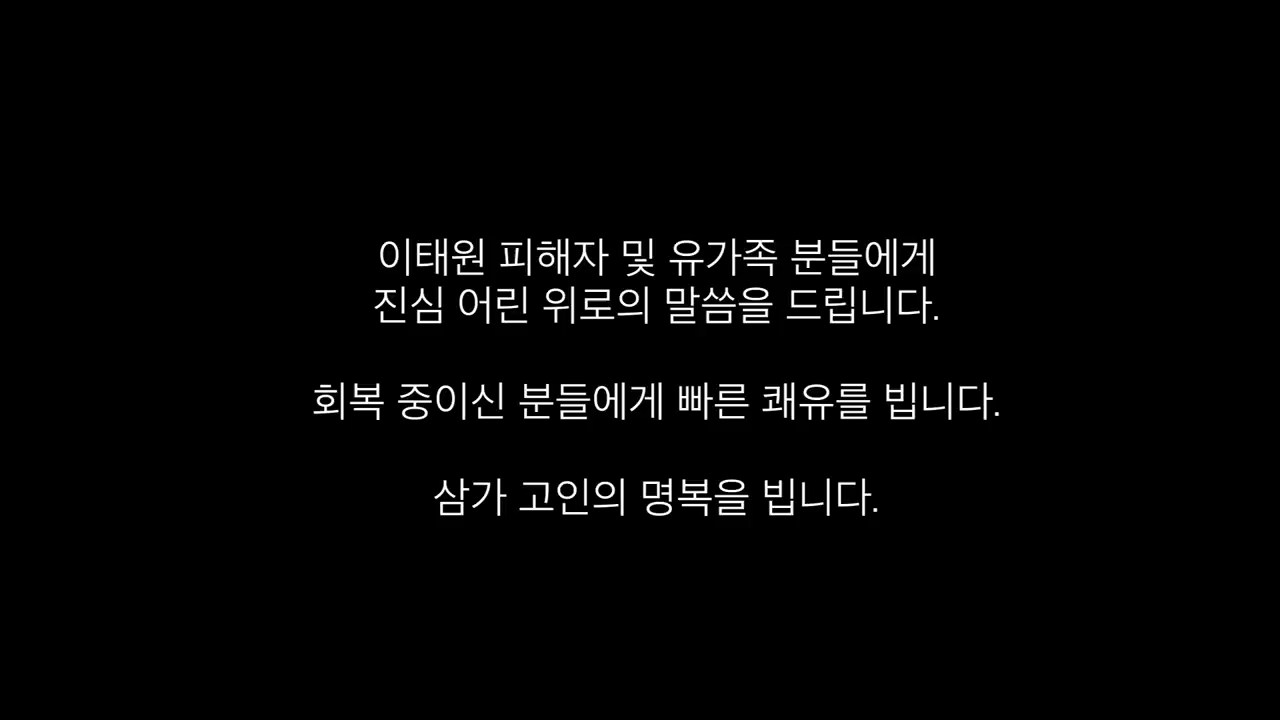 이태원 피해자 및 유가족 분들에게
진심 어린 위로의 말씀을 드립니다.
회복 중이신 분들에게 빠른 쾌유를 빕니다.
삼가 고인의 명복을 빕니다.